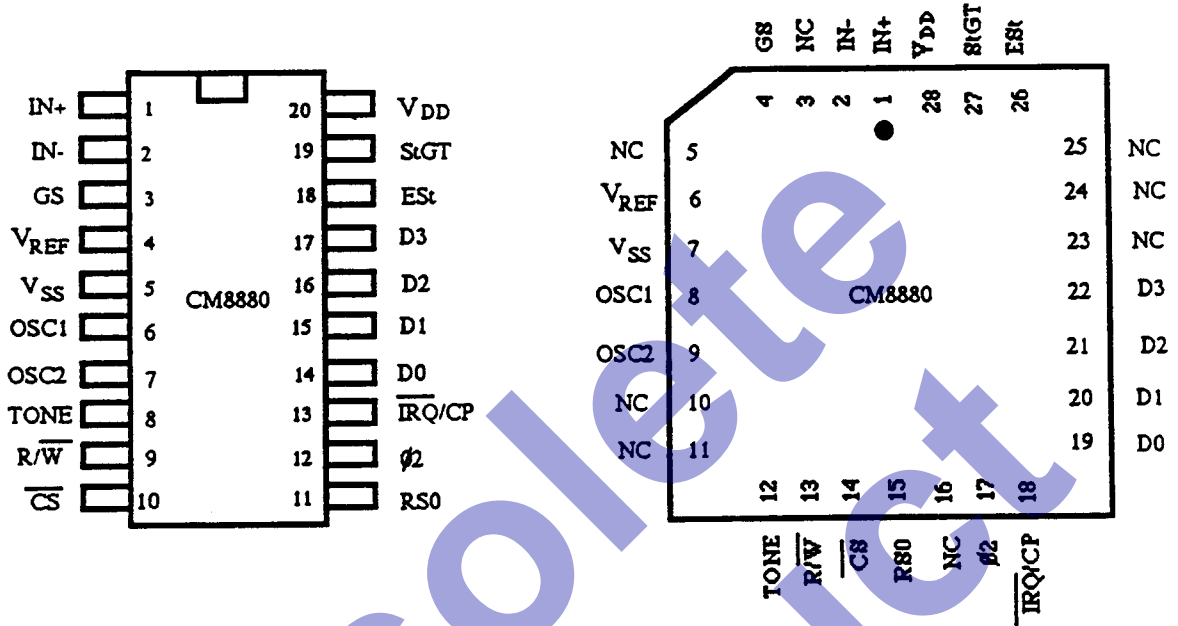 IN+ 1 20 VDD
IN- 2 19 StGT
GS 3 18 ESt
VREF 4 17 D3
VSS 5 16 D2
CM8880
OSC1 6 15 D1
OSC2 7 14 D0
TONE 8 13 IRQ/CP
R/W 9 12 ϕ2
CS 10 11 RS0
GS NC IN- IN+ VDD StGT ESt
4 3 2 1 28 27 26
NC 5 25 NC
VREF 6 24 NC
VSS 7 23 NC
OSC1 8 CM8880 22 D3
OSC2 9 21 D2
NC 10 20 D1
NC 11 19 D0
12 13 14 15 16 17 18
TONE R/W CS RS0 NC ϕ2 IRQ/CP